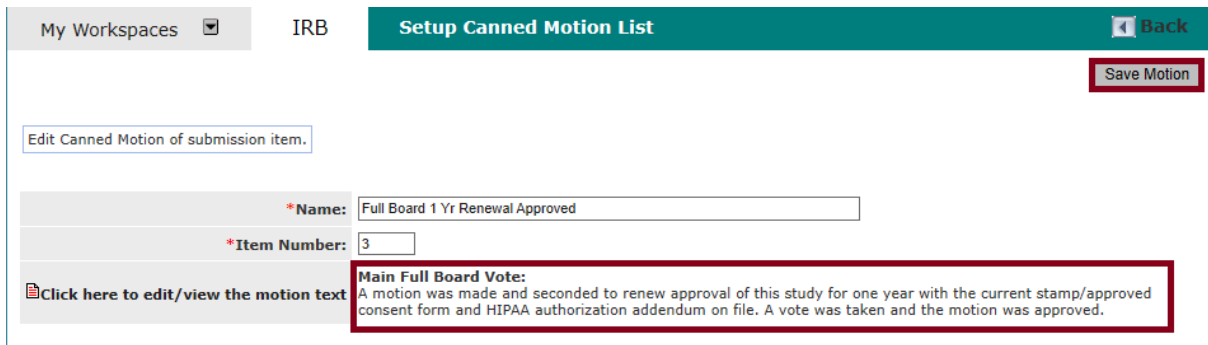 My Workspaces IRB Setup Canned Motion List Back
Save Motion
Edit Canned Motion of submission item.
*Name: Full Board 1 Yr Renewal Approved
*Item Number: 3
Click here to edit/view the motion text
Main Full Board Vote:
A motion was made and seconded to renew approval of this study for one year with the current stamp/approved
consent form and HIPAA authorization addendum on file. A vote was taken and the motion was approved.